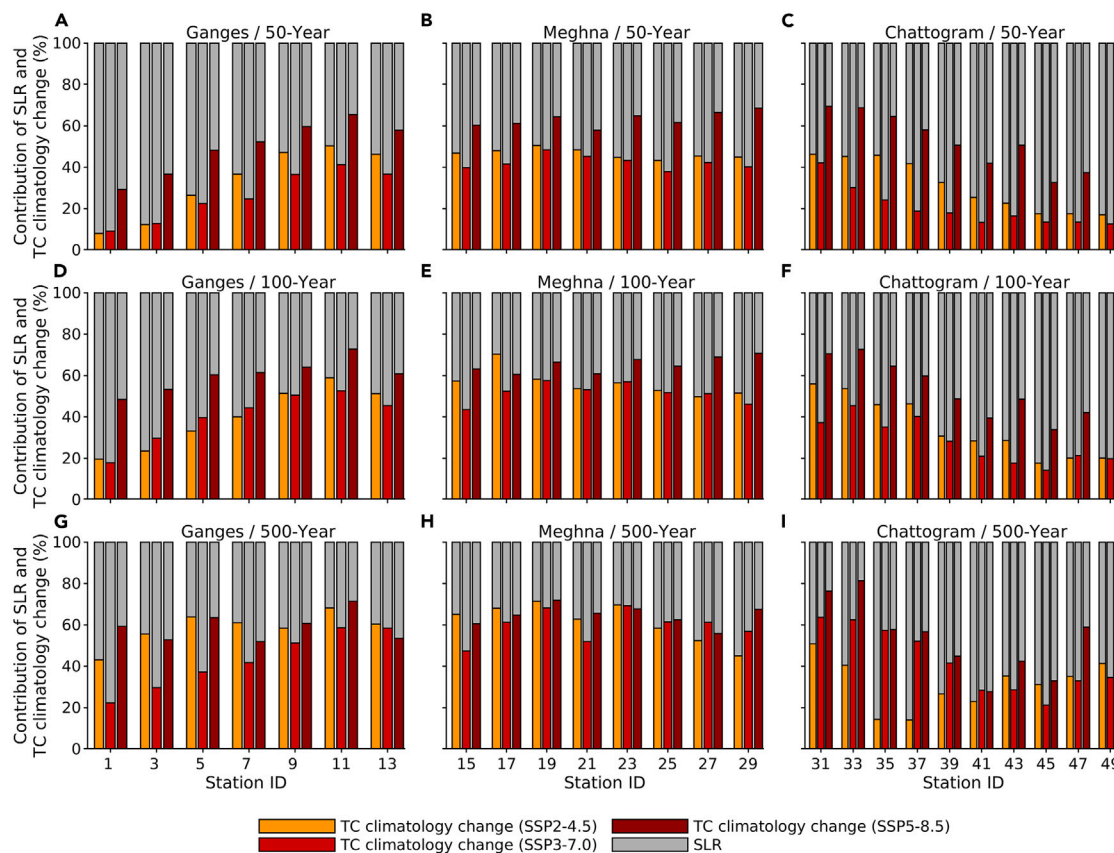 A
Ganges / 50-Year
B
Meghna / 50-Year
C
Chattogram / 50-Year
Contribution of SLR and
TC climatology change (%)
100
80
60
40
20
0
D
Ganges / 100-Year
E
Meghna / 100-Year
F
Chattogram / 100-Year
Contribution of SLR and
TC climatology change (%)
100
80
60
40
20
0
G
Ganges / 500-Year
H
Meghna / 500-Year
I
Chattogram / 500-Year
Contribution of SLR and
TC climatology change (%)
100
80
60
40
20
0
1 3 5 7 9 11 13
Station ID
15 17 19 21 23 25 27 29
Station ID
31 33 35 37 39 41 43 45 47 49
Station ID
TC climatology change (SSP2-4.5)
TC climatology change (SSP3-7.0)
TC climatology change (SSP5-8.5)
SLR